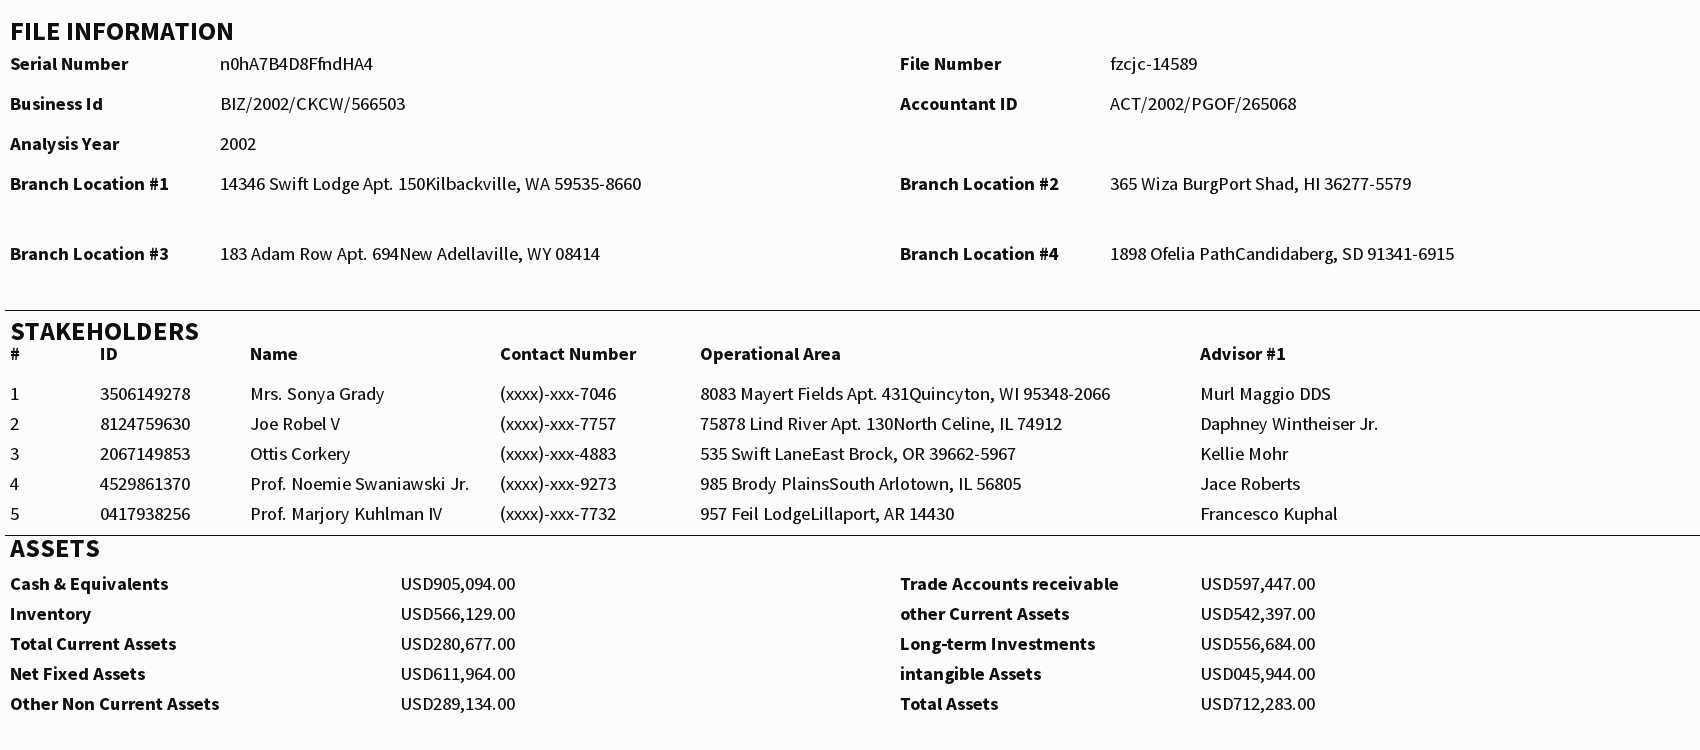 FILE INFORMATION
Serial Number n0hA7B4D8FfndHA4 File Number fzcjc-14589
Business Id BIZ/2002/CKCW/566503 Accountant ID ACT/2002/PGOF/265068
Analysis Year 2002
Branch Location #1 14346 Swift Lodge Apt. 150Kilbackville, WA 59535-8660 Branch Location #2 365 Wiza BurgPort Shad, HI 36277-5579
Branch Location #3 183 Adam Row Apt. 694New Adellaville, WY 08414 Branch Location #4 1898 Ofelia PathCandidaberg, SD 91341-6915
STAKEHOLDERS
# ID Name Contact Number Operational Area Advisor #1
1 3506149278 Mrs. Sonya Grady (xxxx)-xxx-7046 8083 Mayert Fields Apt. 431Quincyton, WI 95348-2066 Murl Maggio DDS
2 8124759630 Joe Robel V (xxxx)-xxx-7757 75878 Lind River Apt. 130North Celine, IL 74912 Daphney Wintheiser Jr.
3 2067149853 Ottis Corkery (xxxx)-xxx-4883 535 Swift LaneEast Brock, OR 39662-5967 Kellie Mohr
4 4529861370 Prof. Noemie Swaniawski Jr. (xxxx)-xxx-9273 985 Brody PlainsSouth Arlotown, IL 56805 Jace Roberts
5 0417938256 Prof. Marjory Kuhlman IV (xxxx)-xxx-7732 957 Feil LodgeLillaport, AR 14430 Francesco Kuphal
ASSETS
Cash & Equivalents USD905,094.00 Trade Accounts receivable USD597,447.00
Inventory USD566,129.00 other Current Assets USD542,397.00
Total Current Assets USD280,677.00 Long-term Investments USD556,684.00
Net Fixed Assets USD611,964.00 intangible Assets USD045,944.00
Other Non Current Assets USD289,134.00 Total Assets USD712,283.00